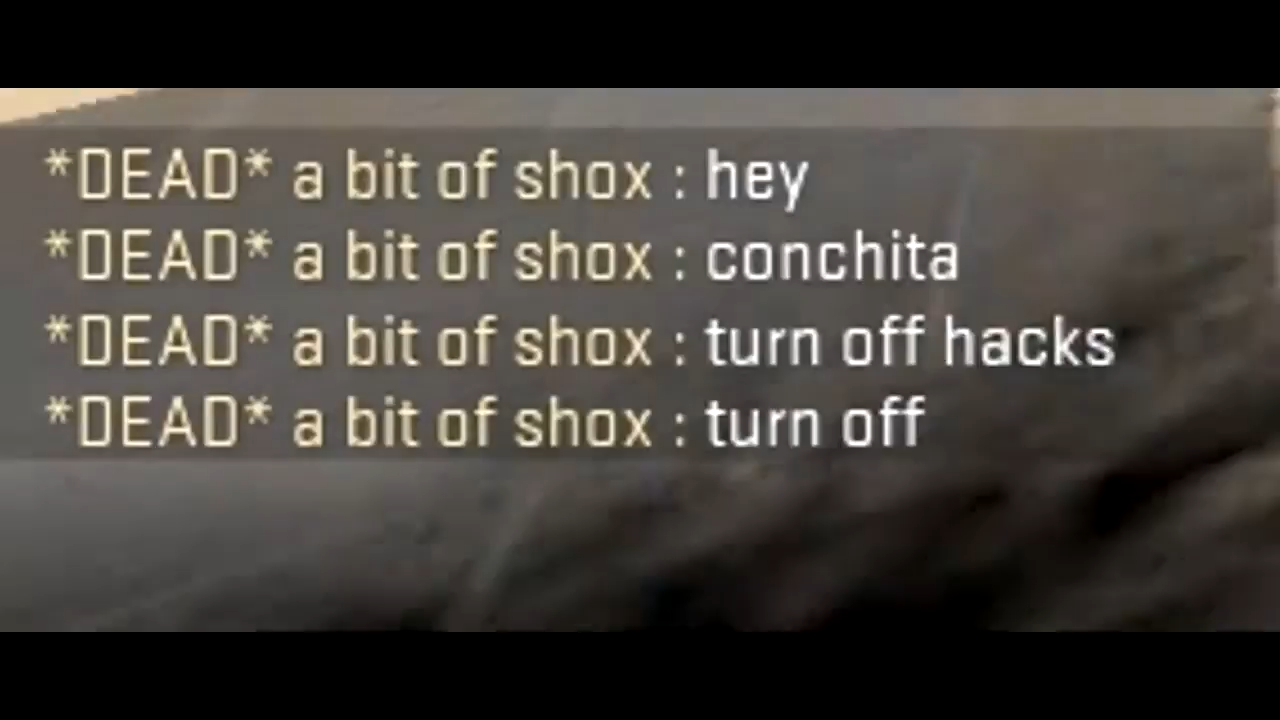 *DEAD* a bit of shox : hey
*DEAD* a bit of shox : conchita
*DEAD* a bit of shox : turn off hacks
*DEAD* a bit of shox : turn off